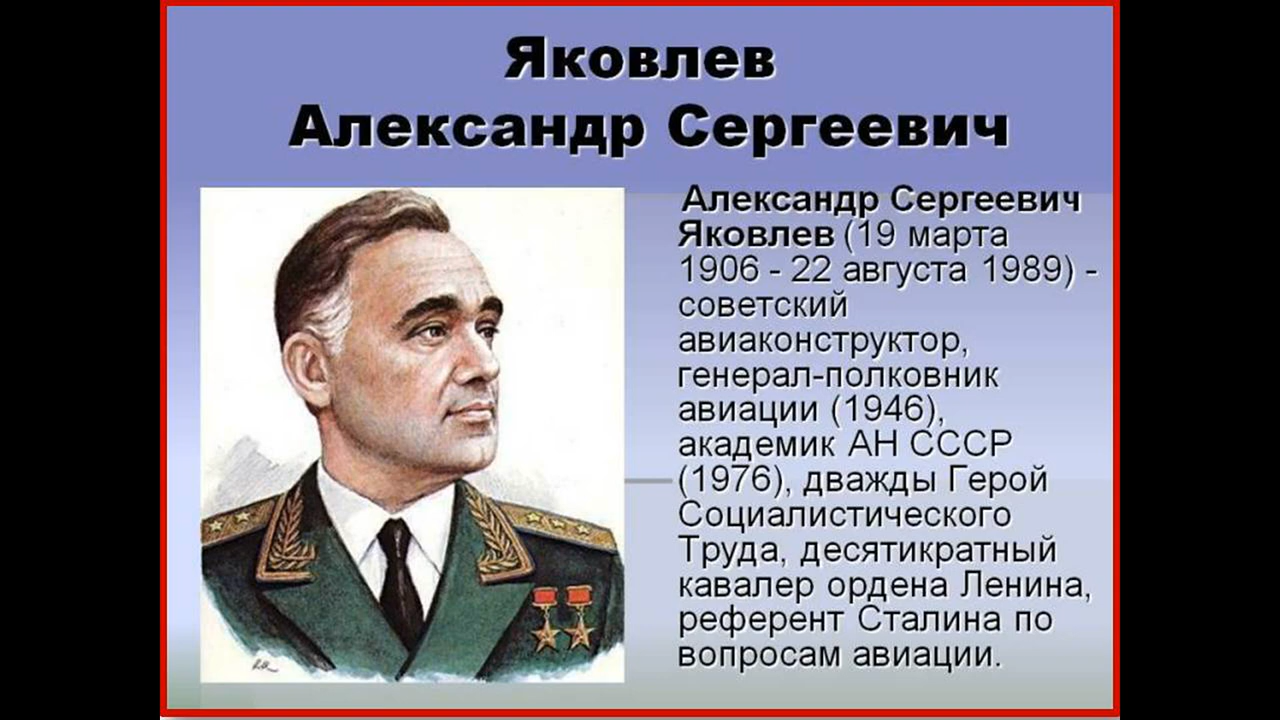 Яковлев
Александр Сергеевич
Александр Сергеевич
Яковлев (19 марта
1906 - 22 августа 1989) -
советский
авиаконструктор,
генерал-полковник
авиации (1946),
академик АН СССР
(1976), дважды Герой
Социалистического
Труда, десятикратный
кавалер ордена Ленина,
референт Сталина по
вопросам авиации.